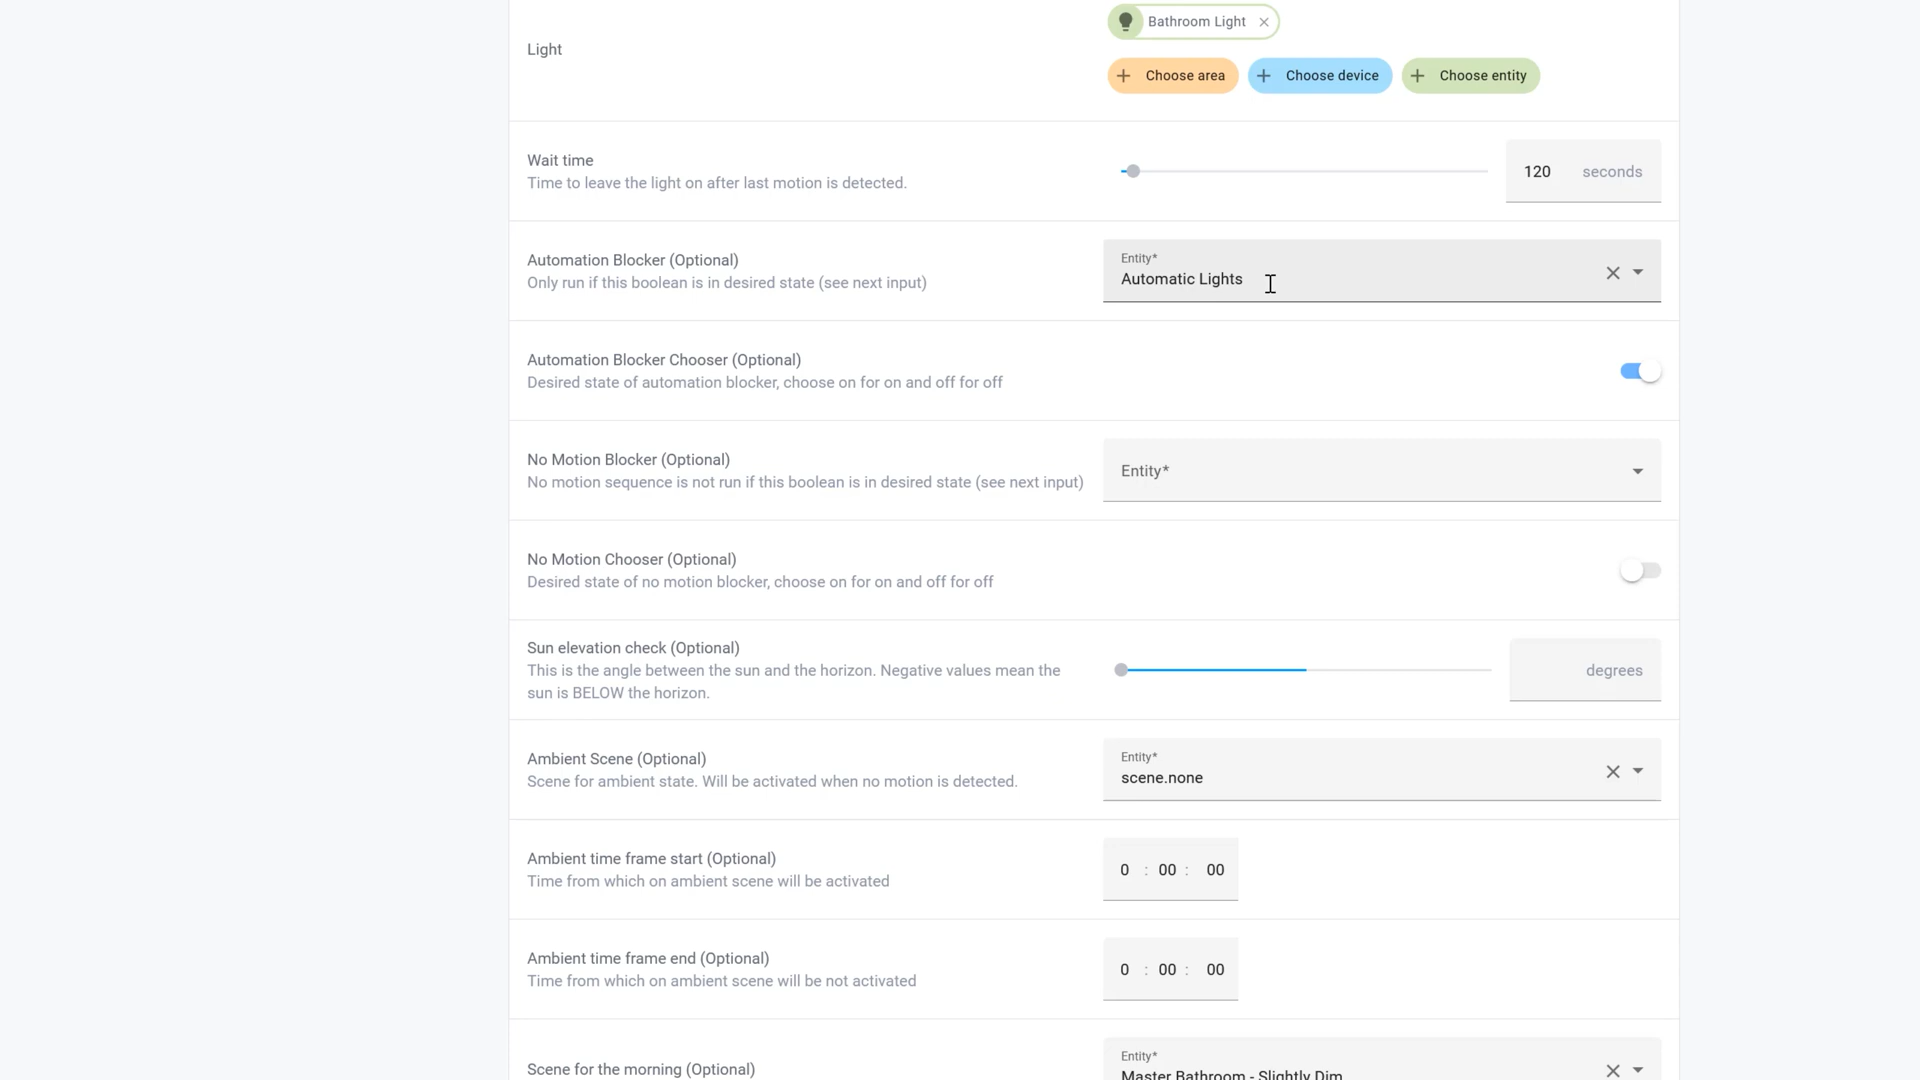 Bathroom Light
Light
Choose area
Choose device
Choose entity
Wait time
Time to leave the light on after last motion is detected.
120 seconds
Automation Blocker (Optional)
Only run if this boolean is in desired state (see next input)
Entity*
Automatic Lights
Automation Blocker Chooser (Optional)
Desired state of automation blocker, choose on for on and off for off
No Motion Blocker (Optional)
No motion sequence is not run if this boolean is in desired state (see next input)
Entity*
No Motion Chooser (Optional)
Desired state of no motion blocker, choose on for on and off for off
Sun elevation check (Optional)
This is the angle between the sun and the horizon. Negative values mean the
sun is BELOW the horizon.
degrees
Ambient Scene (Optional)
Scene for ambient state. Will be activated when no motion is detected.
Entity*
scene.none
Ambient time frame start (Optional)
Time from which on ambient scene will be activated
0 : 00 : 00
Ambient time frame end (Optional)
Time from which on ambient scene will be not activated
0 : 00 : 00
Scene for the morning (Optional)
Entity*
Master Bathroom - Slightly Dim